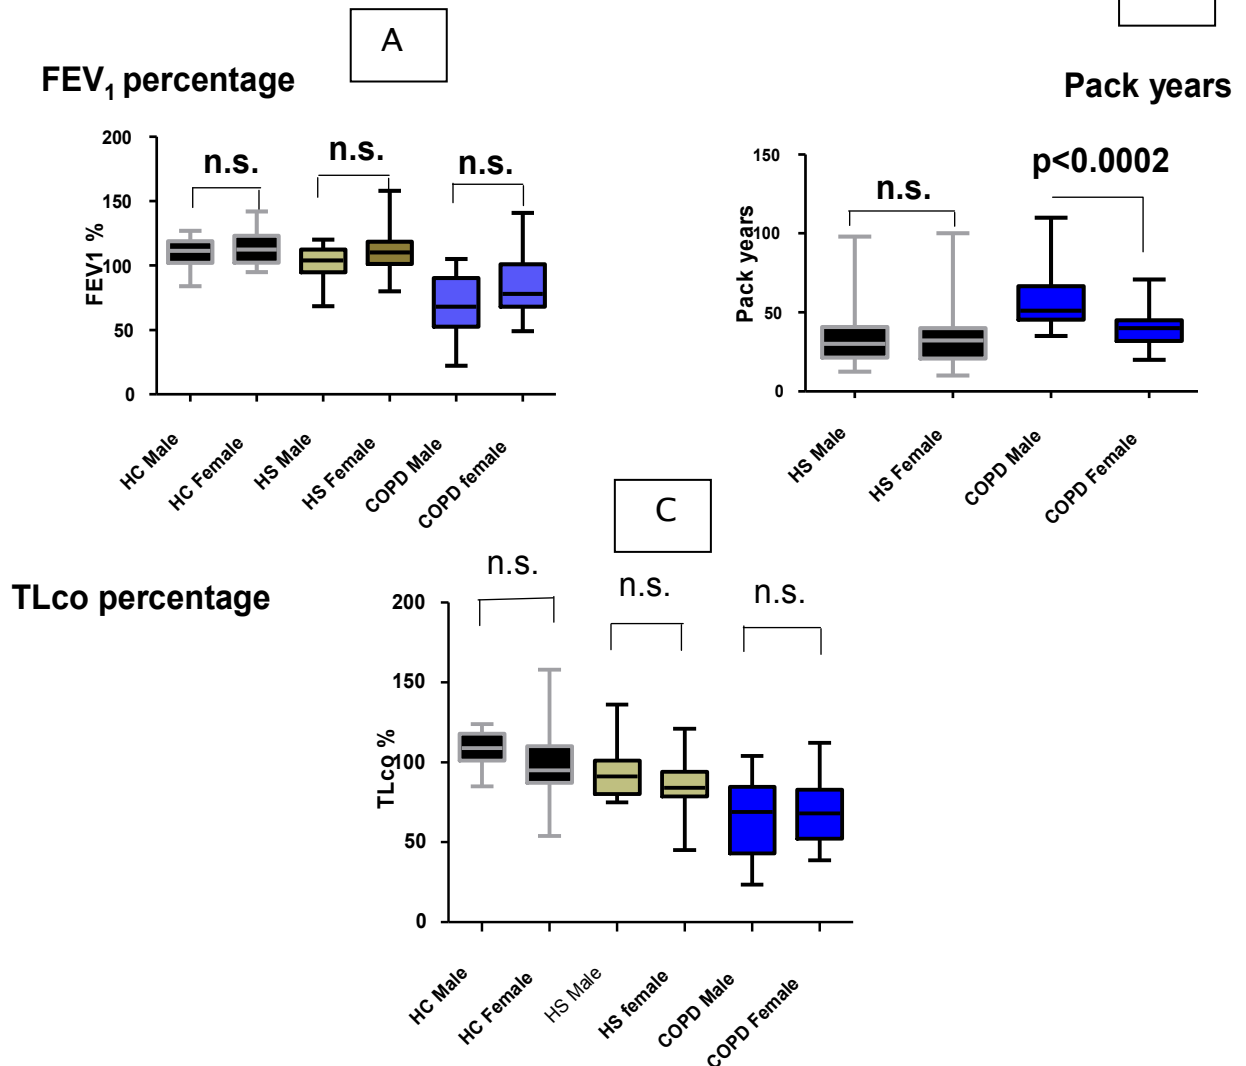 A
FEV1 percentage
Pack years
200
150
100
50
0
FEV1 %
n.s.
n.s.
n.s.
HC Male
HC Female
HS Male
HS Female
COPD Male
COPD female
150
100
50
0
Pack years
n.s.
p<0.0002
HS Male
HS Female
COPD Male
COPD Female
C
TLco percentage
n.s.
n.s.
n.s.
200
150
100
50
0
TLco %
HC Male
HC Female
HS Male
HS female
COPD Male
COPD Female